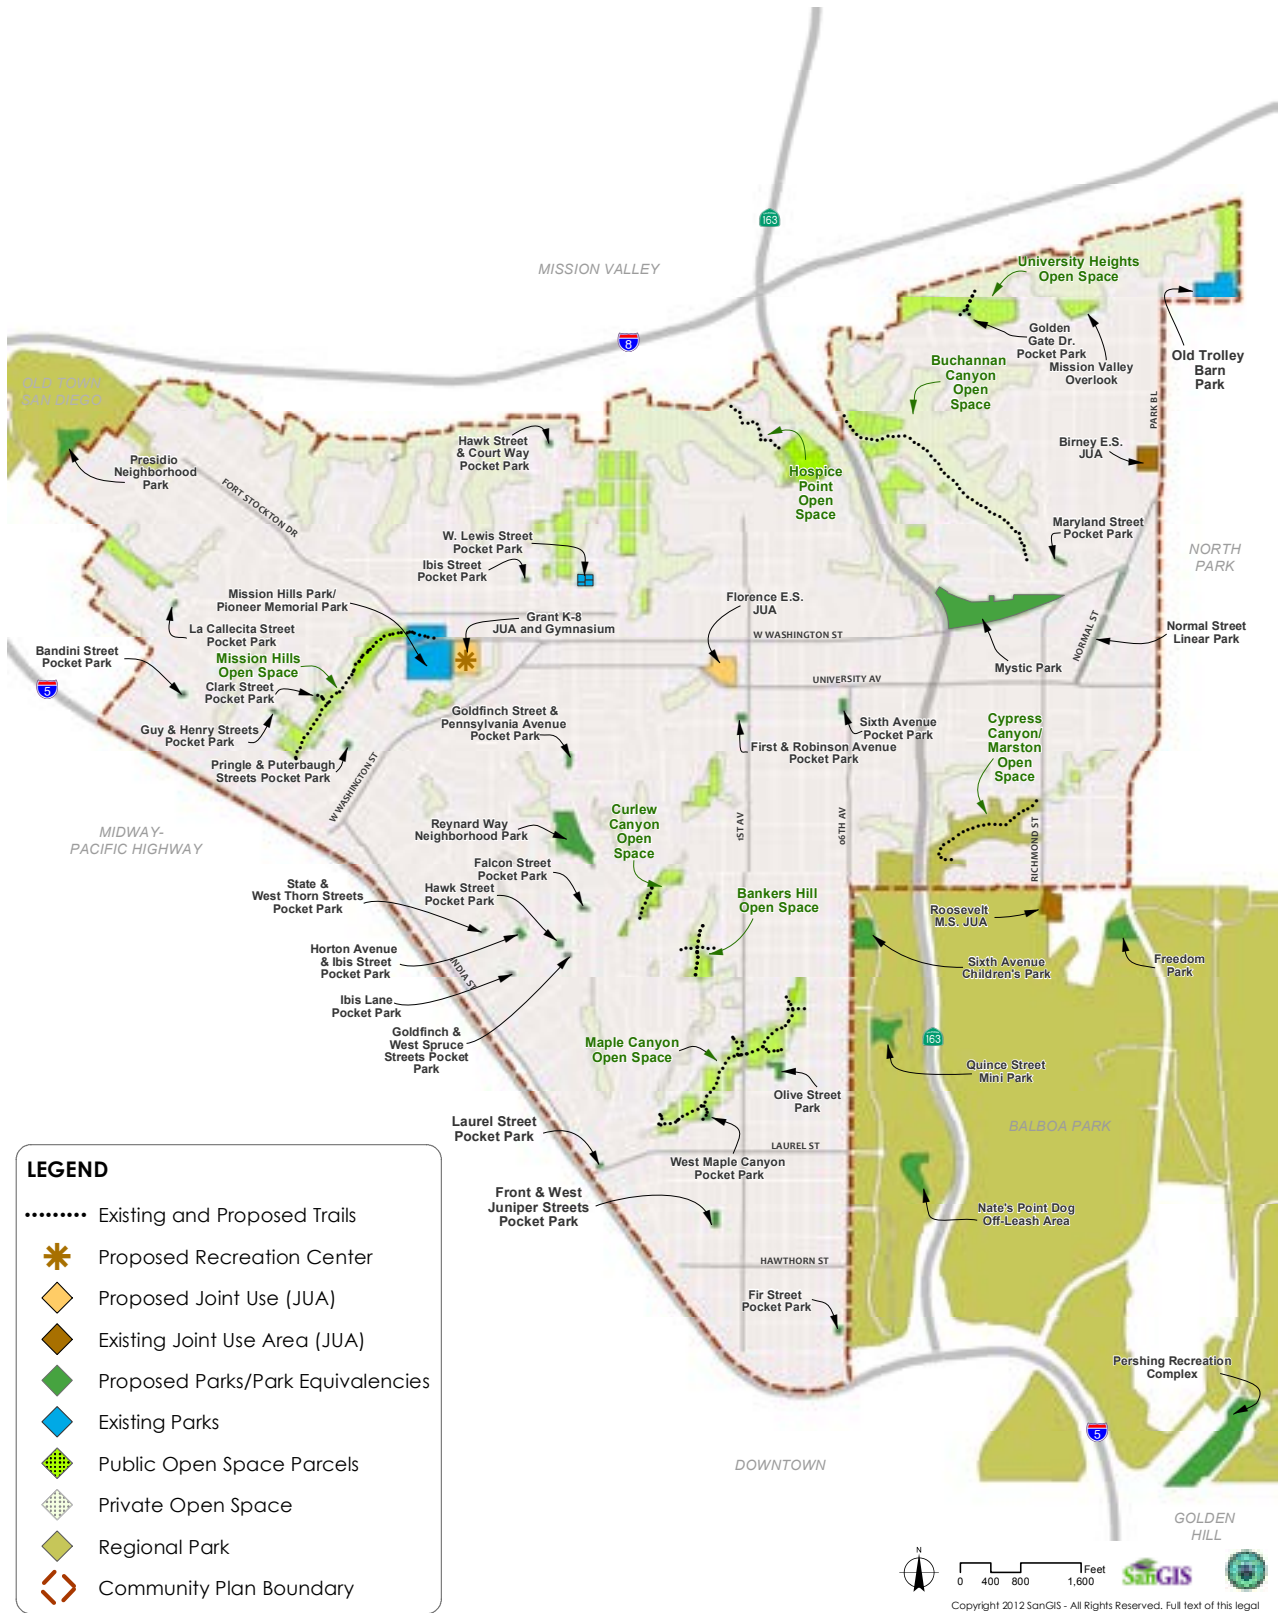 163
MISSION VALLEY
University Heights
Open Space
8
Golden
Gate Dr.
Pocket Park
Mission Valley
Overlook
Old Trolley
Barn
Park
Buchannan
Canyon
Open
Space
OLD TOWN
SAN DIEGO
PARK BL
Birney E.S.
JUA
Hawk Street
& Court Way
Pocket Park
Presidio
Neighborhood
Park
Hospice
Point
Open
Space
FORT STOCKTON DR
Maryland Street
Pocket Park
W. Lewis Street
Pocket Park
NORTH
PARK
Ibis Street
Pocket Park
Mission Hills Park/
Pioneer Memorial Park
Florence E.S.
JUA
Grant K-8
JUA and Gymnasium
La Callecita Street
Pocket Park
W WASHINGTON ST
NORMAL ST
Normal Street
Linear Park
Bandini Street
Pocket Park
Mission Hills
Open Space
Mystic Park
UNIVERSITY AV
5
Clark Street
Pocket Park
Goldfinch Street &
Pennsylvania Avenue
Pocket Park
Cypress
Canyon/
Marston
Open
Space
Guy & Henry Streets
Pocket Park
Sixth Avenue
Pocket Park
First & Robinson Avenue
Pocket Park
Pringle & Puterbaugh
Streets Pocket Park
W WASHINGTON ST
MIDWAY-
PACIFIC HIGHWAY
Curlew
Canyon
Open
Space
Reynard Way
Neighborhood Park
1ST AV
06TH AV
RICHMOND ST
Falcon Street
Pocket Park
State &
West Thorn Streets
Pocket Park
Hawk Street
Pocket Park
Bankers Hill
Open Space
Roosevelt
M.S. JUA
Horton Avenue
& Ibis Street
Pocket Park
INDIA ST
Sixth Avenue
Children's Park
Freedom
Park
Ibis Lane
Pocket Park
Goldfinch &
West Spruce
Streets Pocket
Park
Maple Canyon
Open Space
163
Quince Street
Mini Park
Olive Street
Park
Laurel Street
Pocket Park
BALBOA PARK
LAUREL ST
West Maple Canyon
Pocket Park
Front & West
Juniper Streets
Pocket Park
Nate's Point Dog
Off-Leash Area
HAWTHORN ST
Fir Street
Pocket Park
Pershing Recreation
Complex
5
DOWNTOWN
GOLDEN
HILL
LEGEND
Existing and Proposed Trails
Proposed Recreation Center
Proposed Joint Use (JUA)
Existing Joint Use Area (JUA)
Proposed Parks/Park Equivalencies
Existing Parks
Public Open Space Parcels
Private Open Space
Regional Park
Community Plan Boundary
N
Feet
0 400 800 1,600
SanGIS
Copyright 2012 SanGIS - All Rights Reserved. Full text of this legal